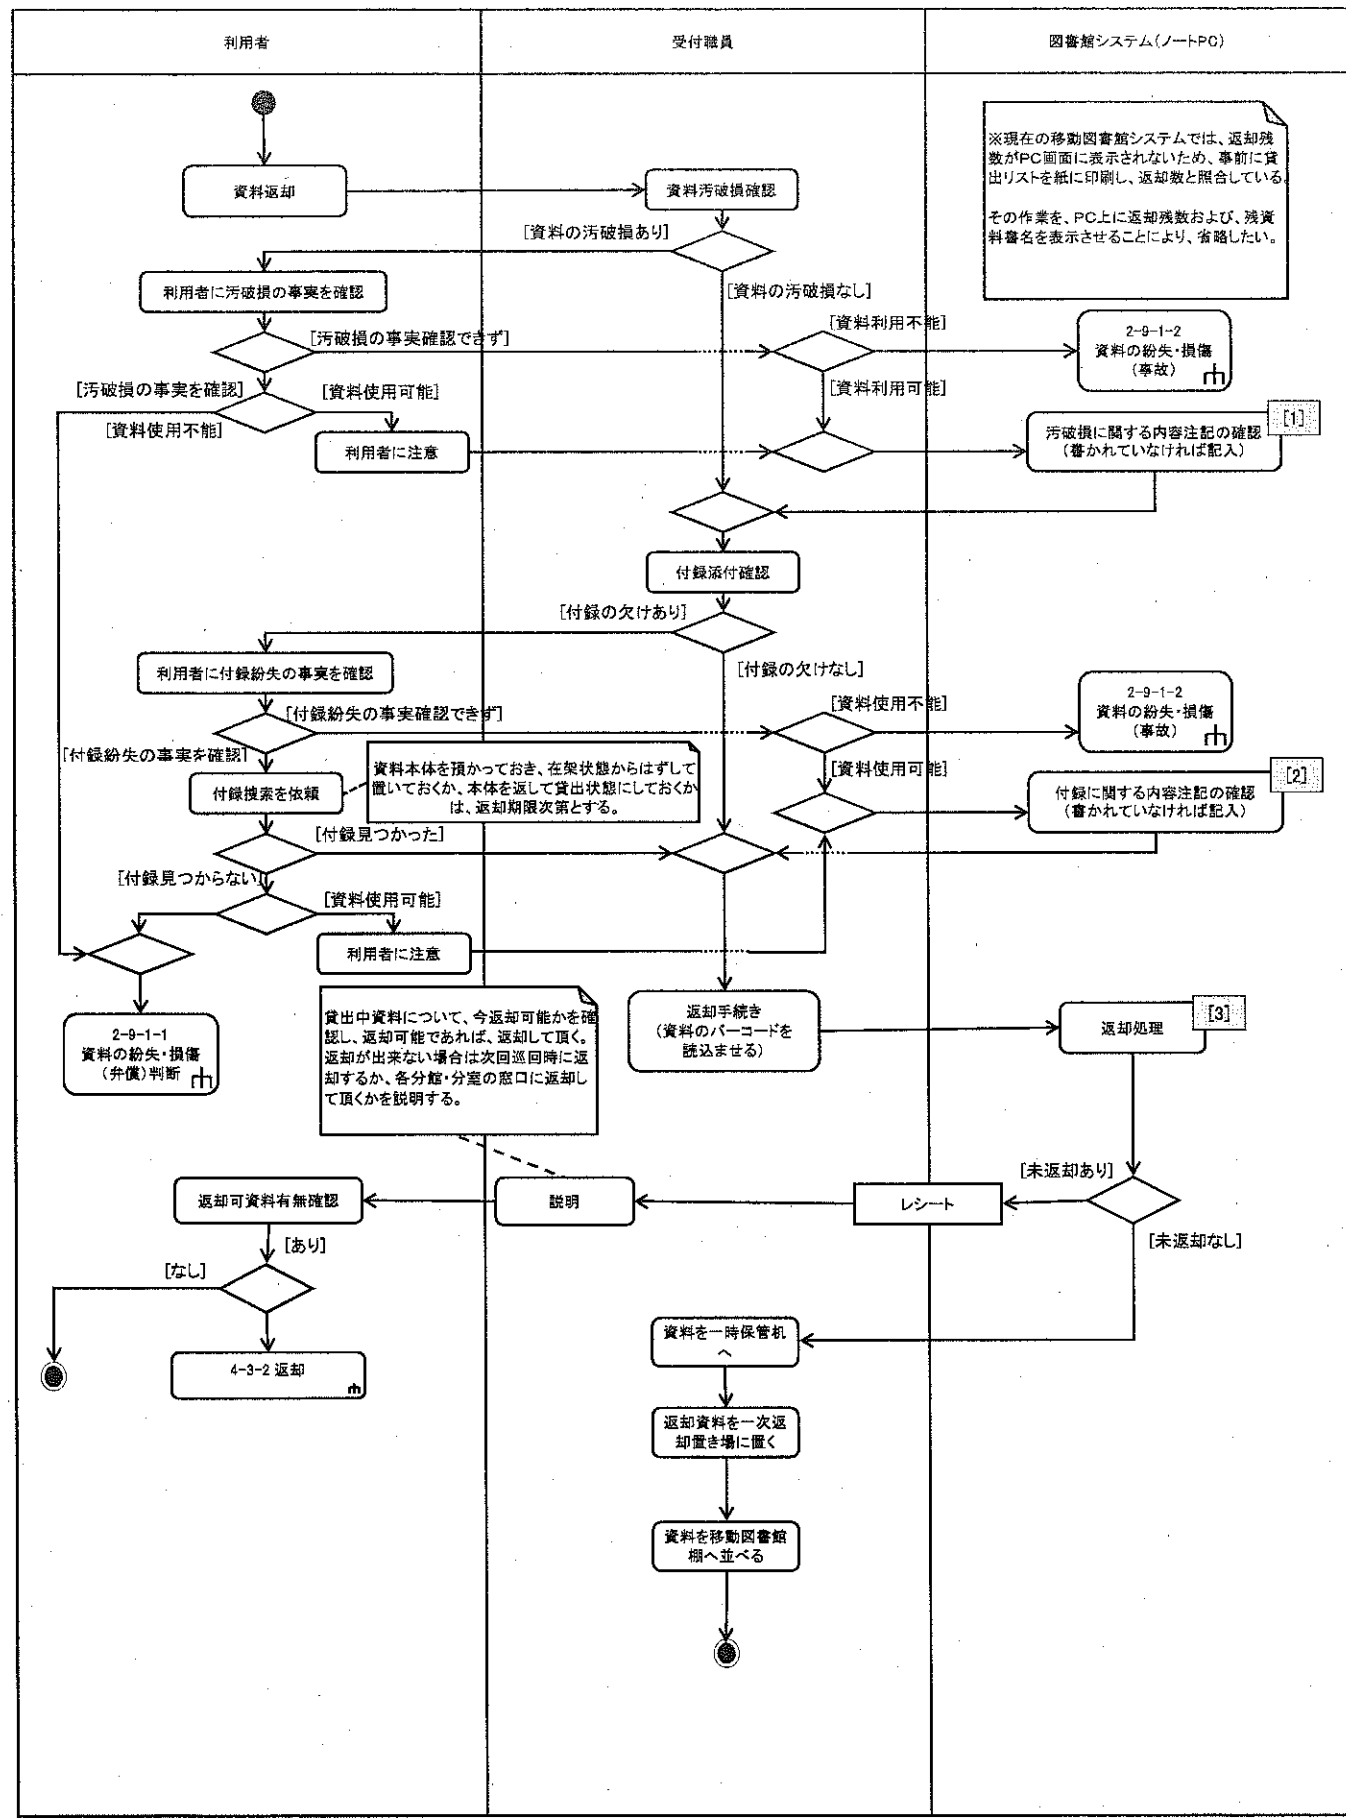 利用者
受付職員
図書館システム(ノートPC)
※現在の移動図書館システムでは、返却残
数がPC画面に表示されないため、事前に貸
出リストを紙に印刷し、返却数と照合している。
その作業を、PC上に返却残数および、残資
料書名を表示させることにより、省略したい。
資料返却
資料汚破損確認
[資料の汚破損あり]
利用者に汚破損の事実を確認
[資料の汚破損なし]
[汚破損の事実確認できず]
[資料利用不能]
2-9-1-2
資料の紛失・損傷
(事故)
[汚破損の事実を確認]
[資料使用可能]
[資料利用可能]
[資料使用不能]
利用者に注意
[1]
汚破損に関する内容注記の確認
(書かれていなければ記入)
付録添付確認
[付録の欠けあり]
利用者に付録紛失の事実を確認
[付録の欠けなし]
[付録紛失の事実確認できず]
[資料使用不能]
2-9-1-2
資料の紛失・損傷
(事故)
[付録紛失の事実を確認]
付録捜索を依頼
資料本体を預かっておき、在架状態からはずして
置いておくか、本体を返して貸出状態にしておくか
は、返却期限次第とする。
[資料使用可能]
[2]
付録に関する内容注記の確認
(書かれていなければ記入)
[付録見つかった]
[付録見つからない]
[資料使用可能]
利用者に注意
2-9-1-1
資料の紛失・損傷
(弁償)判断
貸出中資料について、今返却可能かを確
認し、返却可能であれば、返却して頂く。
返却が出来ない場合は次回巡回時に返
却するか、各分館・分室の窓口に返却し
て頂くかを説明する。
返却手続き
(資料のバーコードを
読込ませる)
返却処理
[3]
[未返却あり]
返却可資料有無確認
説明
レシート
[未返却なし]
[あり]
[なし]
4-3-2 返却
資料を一時保管机
へ
返却資料を一次返
却置き場に置く
資料を移動図書館
棚へ並べる